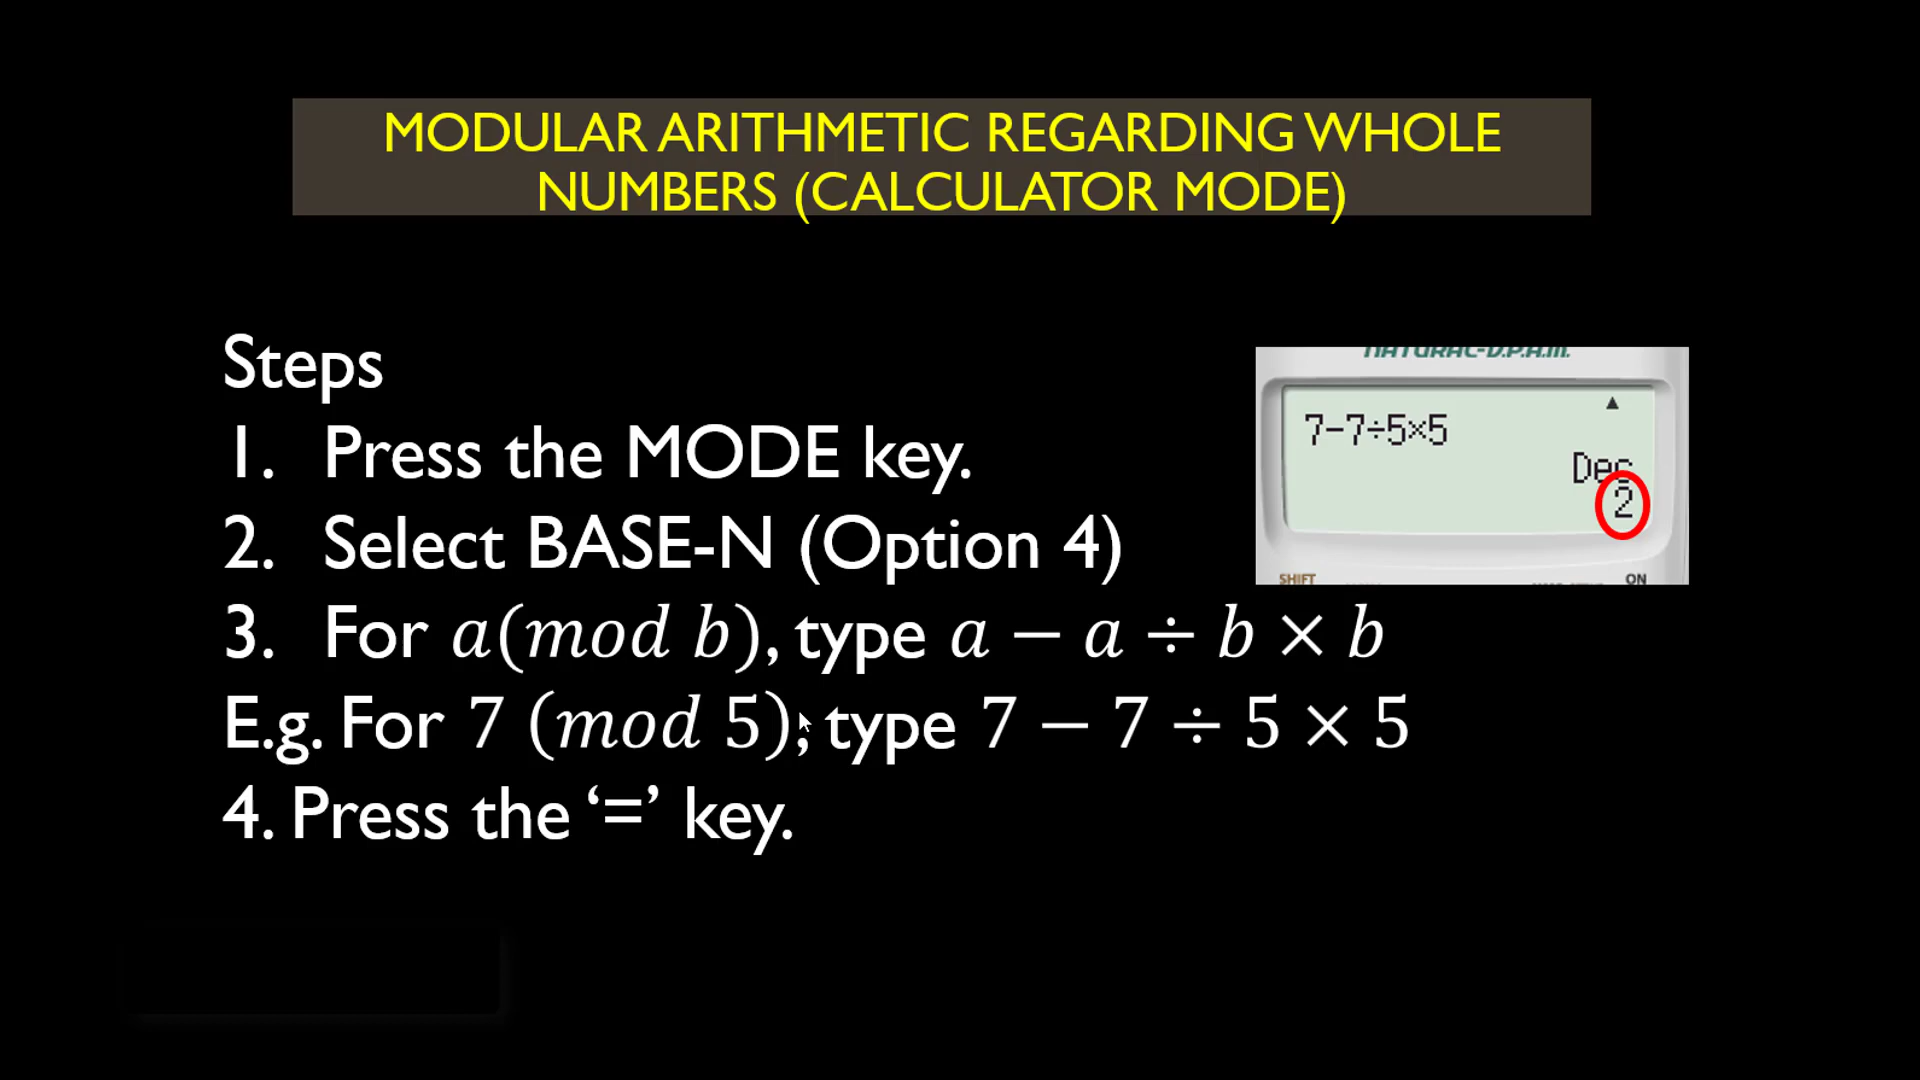 MODULAR ARITHMETIC REGARDING WHOLE
NUMBERS (CALCULATOR MODE)
Steps
1. Press the MODE key.
2. Select BASE-N (Option 4)
3. For a(mod b), type a − a ÷ b × b
E.g. For 7 (mod 5), type 7 − 7 ÷ 5 × 5
4. Press the ‘=’ key.
NATURAL-V.P.A.M.
7−7÷5×5
Dec
2
SHIFT
ON